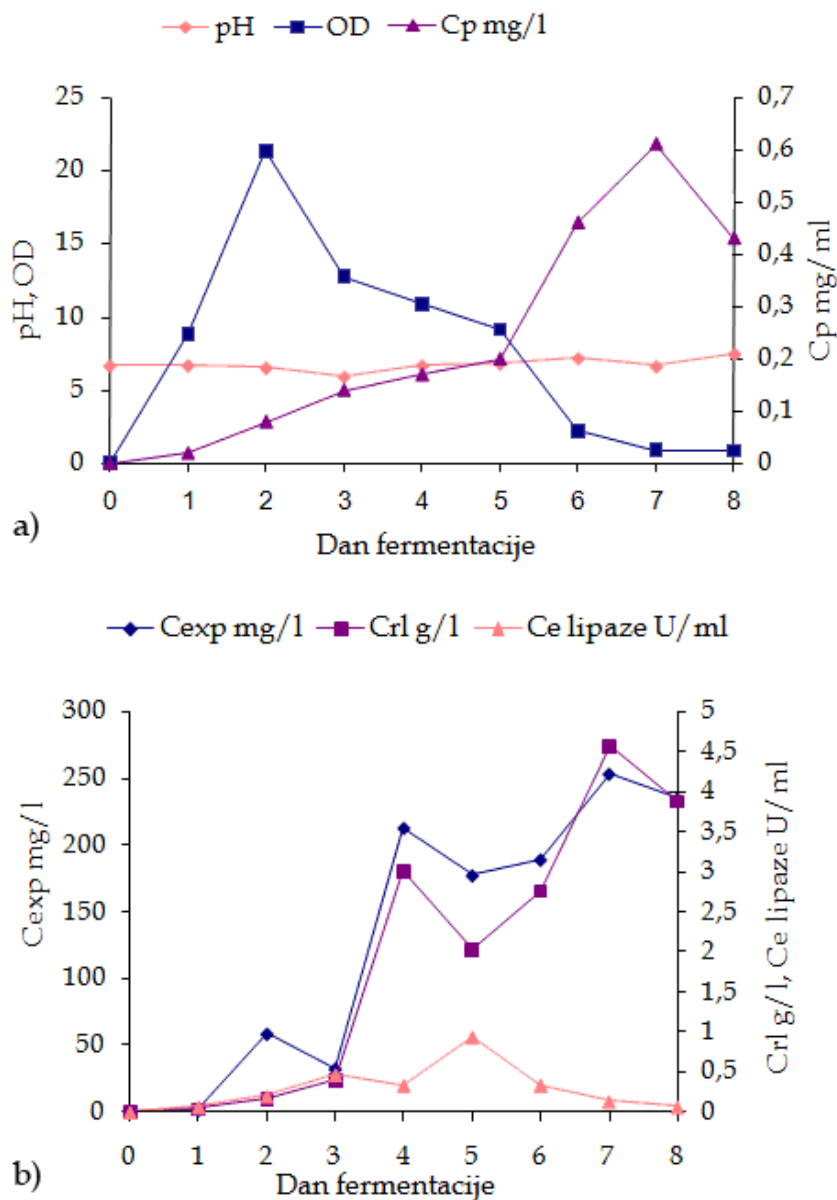 pH OD Cp mg/l
25 0,7
20 0,6
15 0,5
10 0,4
5 0,3
0 0,2
0,1
0
pH, OD
Cp mg/ml
0 1 2 3 4 5 6 7 8
Dan fermentacije
a)
Cexp mg/l Crl g/l Ce lipaze U/ml
300 5
250 4,5
200 4
150 3,5
100 3
50 2,5
0 2
1,5
1
0,5
0
Cexp mg/l
Crl g/l, Ce lipaze U/ml
0 1 2 3 4 5 6 7 8
Dan fermentacije
b)